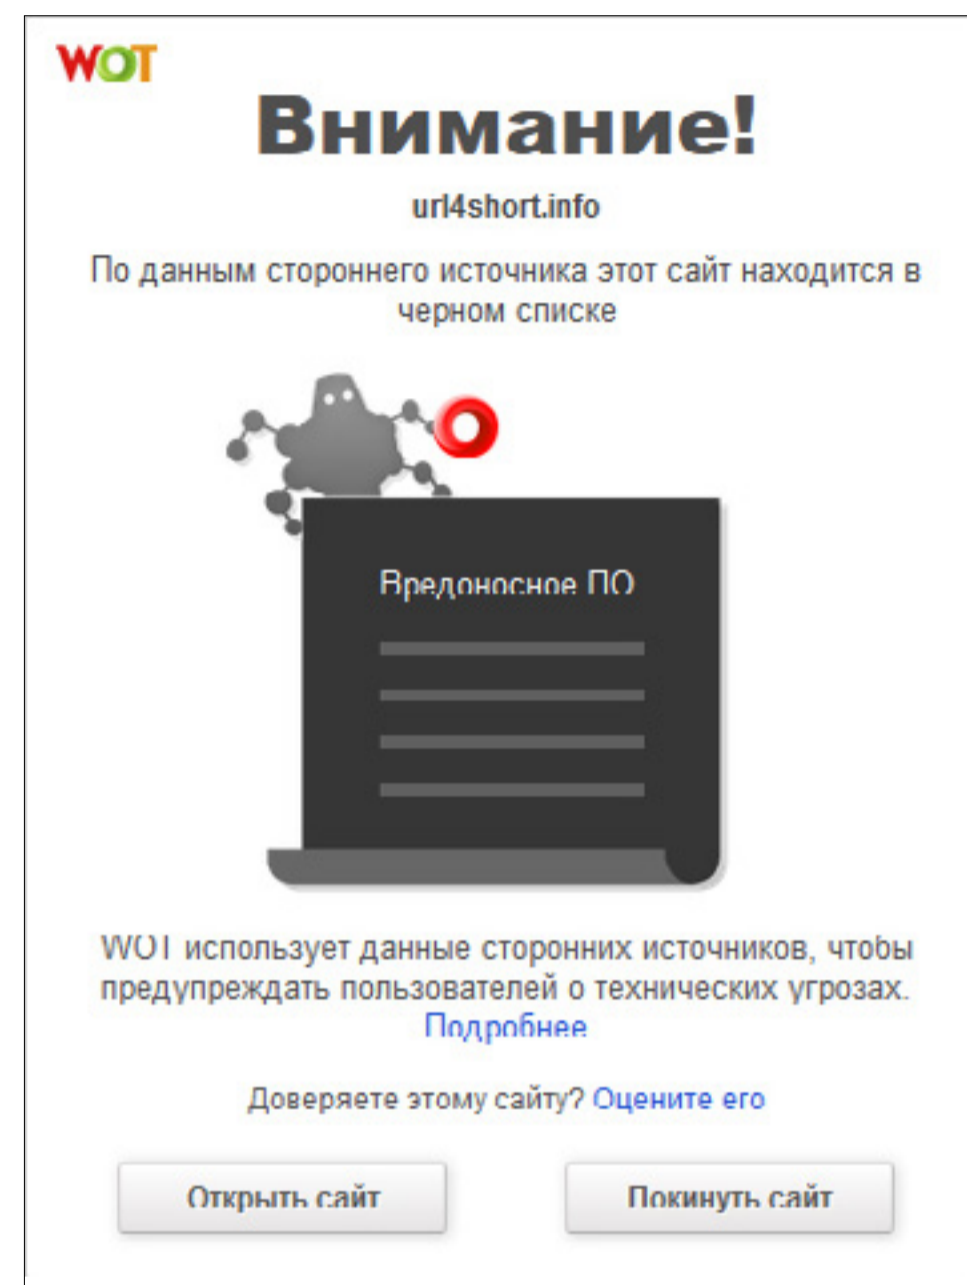 WOT
Внимание!
url4short.info
По данным стороннего источника этот сайт находится в
черном списке
Вредоносное ПО
WOT использует данные сторонних источников, чтобы
предупреждать пользователей о технических угрозах.
Подробнее
Доверяете этому сайту? Оцените его
Открыть сайт
Покинуть сайт